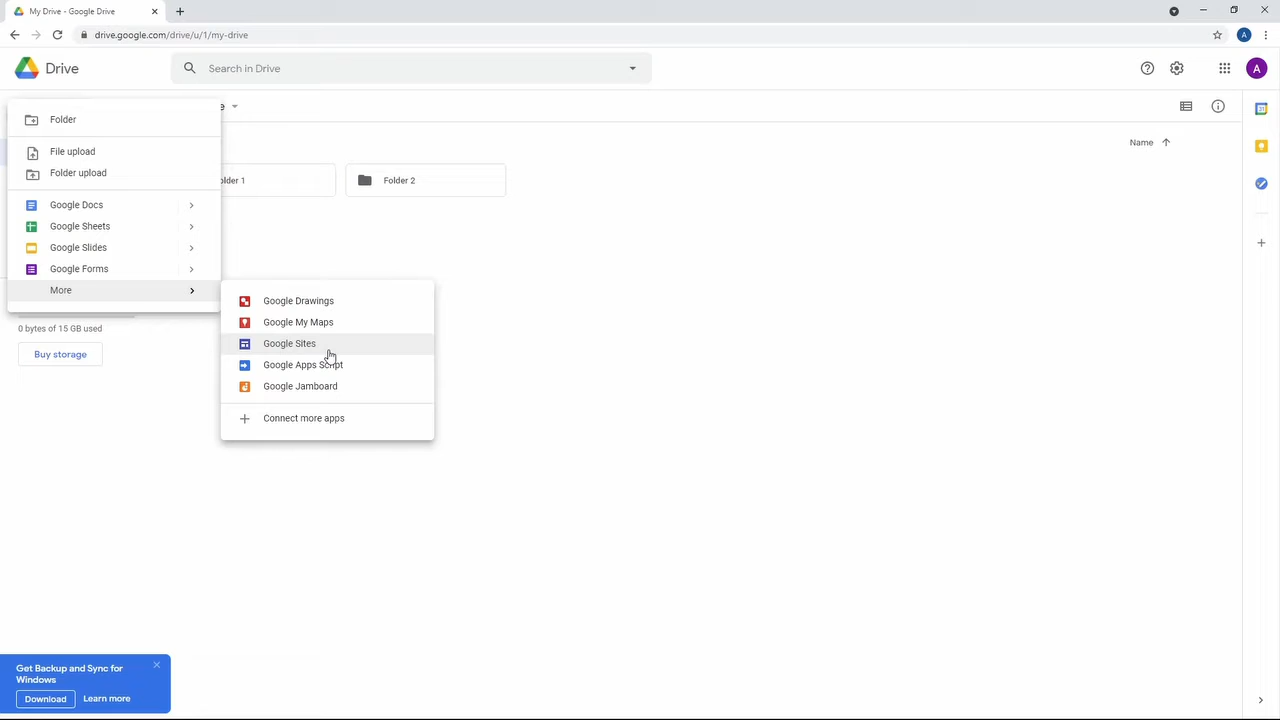 My Drive - Google Drive
drive.google.com/drive/u/1/my-drive
A
Drive
Search in Drive
A
Folder
File upload
Folder upload
Name
Folder 2
Google Docs
Google Sheets
Google Slides
Google Forms
More
Google Drawings
Google My Maps
Google Sites
Google Apps Script
Google Jamboard
Connect more apps
0 bytes of 15 GB used
Buy storage
Get Backup and Sync for
Windows
Download
Learn more